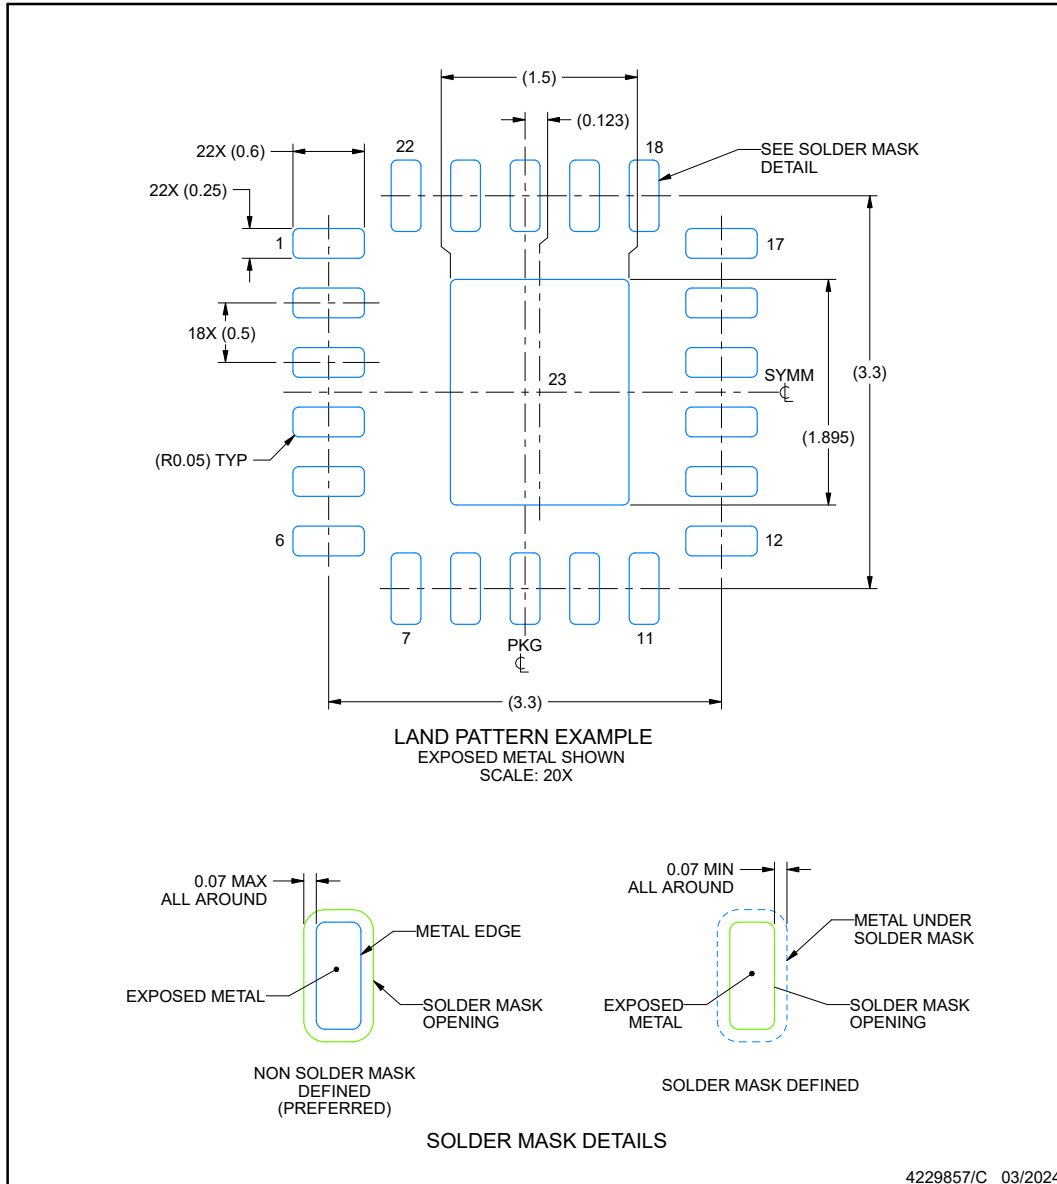 (1.5)
(0.123)
22
18
22X (0.6)
SEE SOLDER MASK
DETAIL
22X (0.25)
1
17
18X (0.5)
23
SYMM
(3.3)
(1.895)
(R0.05) TYP
6
12
7
11
PKG
(3.3)
LAND PATTERN EXAMPLE
EXPOSED METAL SHOWN
SCALE: 20X
0.07 MAX
ALL AROUND
METAL EDGE
EXPOSED METAL
SOLDER MASK
OPENING
NON SOLDER MASK
DEFINED
(PREFERRED)
0.07 MIN
ALL AROUND
METAL UNDER
SOLDER MASK
EXPOSED
METAL
SOLDER MASK
OPENING
SOLDER MASK DEFINED
SOLDER MASK DETAILS
4229857/C 03/2024